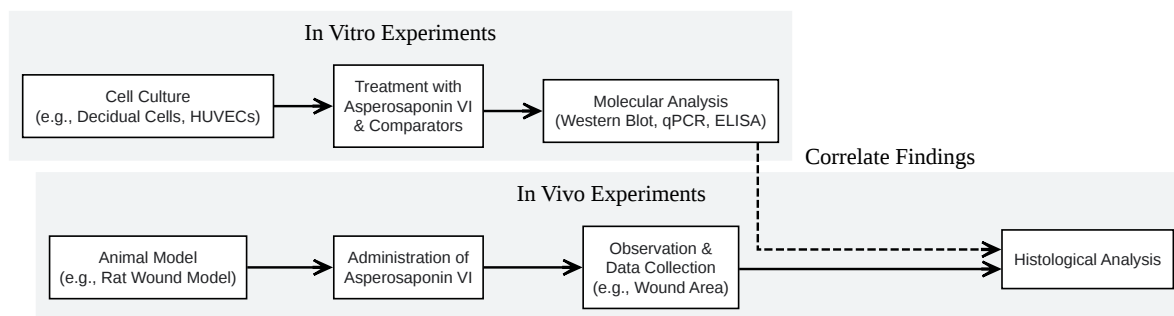 In Vitro Experiments
Cell Culture
(e.g., Decidual Cells, HUVECs)
Treatment with
Asperosaponin VI
& Comparators
Molecular Analysis
(Western Blot, qPCR, ELISA)
Correlate Findings
In Vivo Experiments
Animal Model
(e.g., Rat Wound Model)
Administration of
Asperosaponin VI
Observation &
Data Collection
(e.g., Wound Area)
Histological Analysis